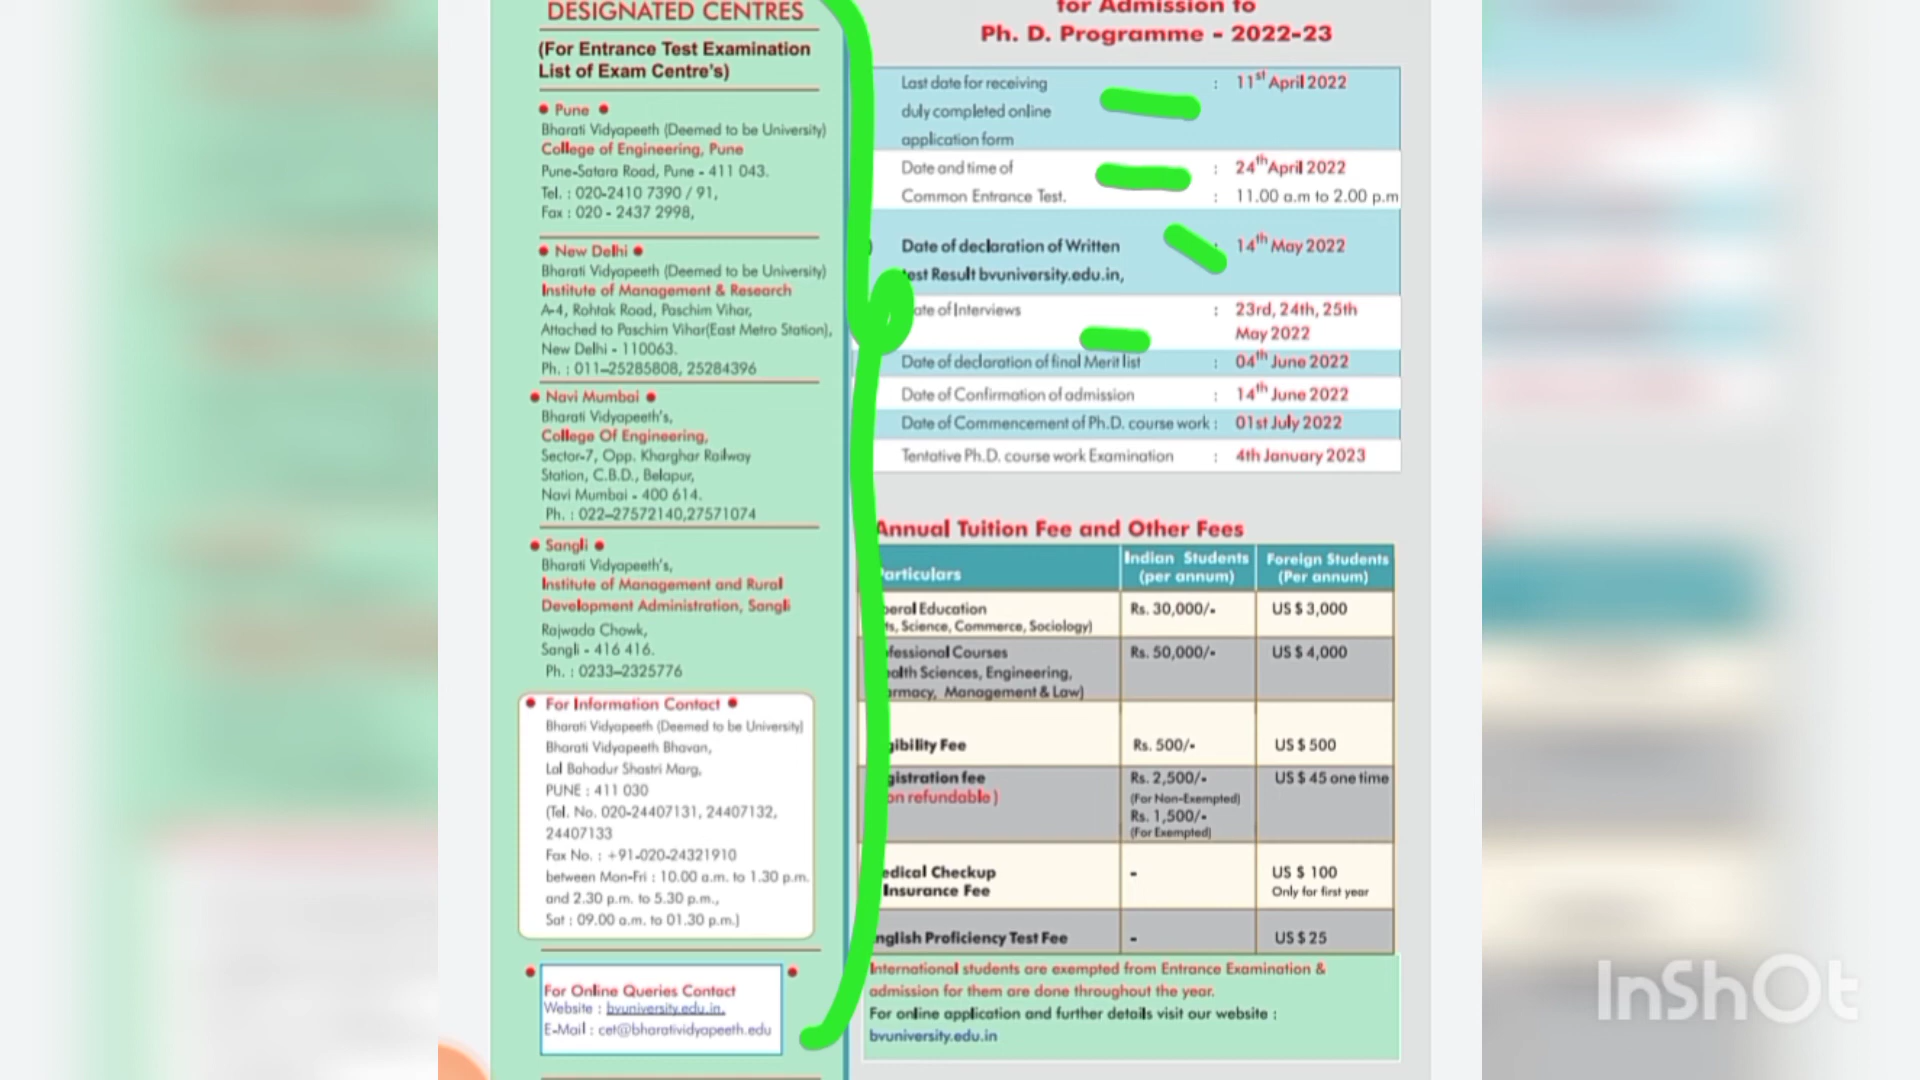 DESIGNATED CENTRES
(For Entrance Test Examination
List of Exam Centre's)
Pune
Bharati Vidyapeeth (Deemed to be University)
College of Engineering, Pune
Pune-Satara Road, Pune - 411 043.
Tel. : 020-2410 7390 / 91,
Fax : 020 - 2437 2998,
New Delhi
Bharati Vidyapeeth (Deemed to be University)
Institute of Management & Research
A-4, Rohtak Road, Paschim Vihar,
Attached to Paschim Vihar(East Metro Station),
New Delhi - 110063.
Ph. : 011-25285808, 25284396
Navi Mumbai
Bharati Vidyapeeth's,
College Of Engineering,
Sector-7, Opp. Kharghar Railway
Station, C.B.D., Belapur,
Navi Mumbai - 400 614.
Ph. : 022-27572140,27571074
Sangli
Bharati Vidyapeeth's,
Institute of Management and Rural
Development Administration, Sangli
Rajwada Chowk,
Sangli - 416 416.
Ph. : 0233-2325776
For Information Contact
Bharati Vidyapeeth (Deemed to be University)
Bharati Vidyapeeth Bhavan,
Lal Bahadur Shastri Marg,
PUNE : 411 030
(Tel. No. 020-24407131, 24407132,
24407133
Fax No. : +91-020-24321910
between Mon-Fri : 10.00 a.m. to 1.30 p.m.
and 2.30 p.m. to 5.30 p.m.,
Sat : 09.00 a.m. to 01.30 p.m.)
For Online Queries Contact
Website : bvuniversity.edu.in,
E-Mail : cet@bharatividyapeeth.edu
for Admission to
Ph. D. Programme - 2022-23
Last date for receiving : 11st April 2022
duly completed online
application form
Date and time of : 24th April 2022
Common Entrance Test. : 11.00 a.m to 2.00 p.m
Date of declaration of Written : 14th May 2022
test Result bvuniversity.edu.in,
ate of Interviews : 23rd, 24th, 25th
May 2022
Date of declaration of final Merit list : 04th June 2022
Date of Confirmation of admission : 14th June 2022
Date of Commencement of Ph.D. course work : 01st July 2022
Tentative Ph.D. course work Examination : 4th January 2023
Annual Tuition Fee and Other Fees
articulars Indian Students (per annum) Foreign Students (Per annum)
eral Education Rs. 30,000/- US $ 3,000
ts, Science, Commerce, Sociology)
fessional Courses Rs. 50,000/- US $ 4,000
alth Sciences, Engineering,
armacy, Management & Law)
gibility Fee Rs. 500/- US $ 500
gistration fee Rs. 2,500/- US $ 45 one time
on refundable) (For Non-Exempted)
Rs. 1,500/-
(For Exempted)
edical Checkup - US $ 100
Insurance Fee Only for first year
nglish Proficiency Test Fee - US $ 25
International students are exempted from Entrance Examination &
admission for them are done throughout the year.
For online application and further details visit our website :
bvuniversity.edu.in
InShOt